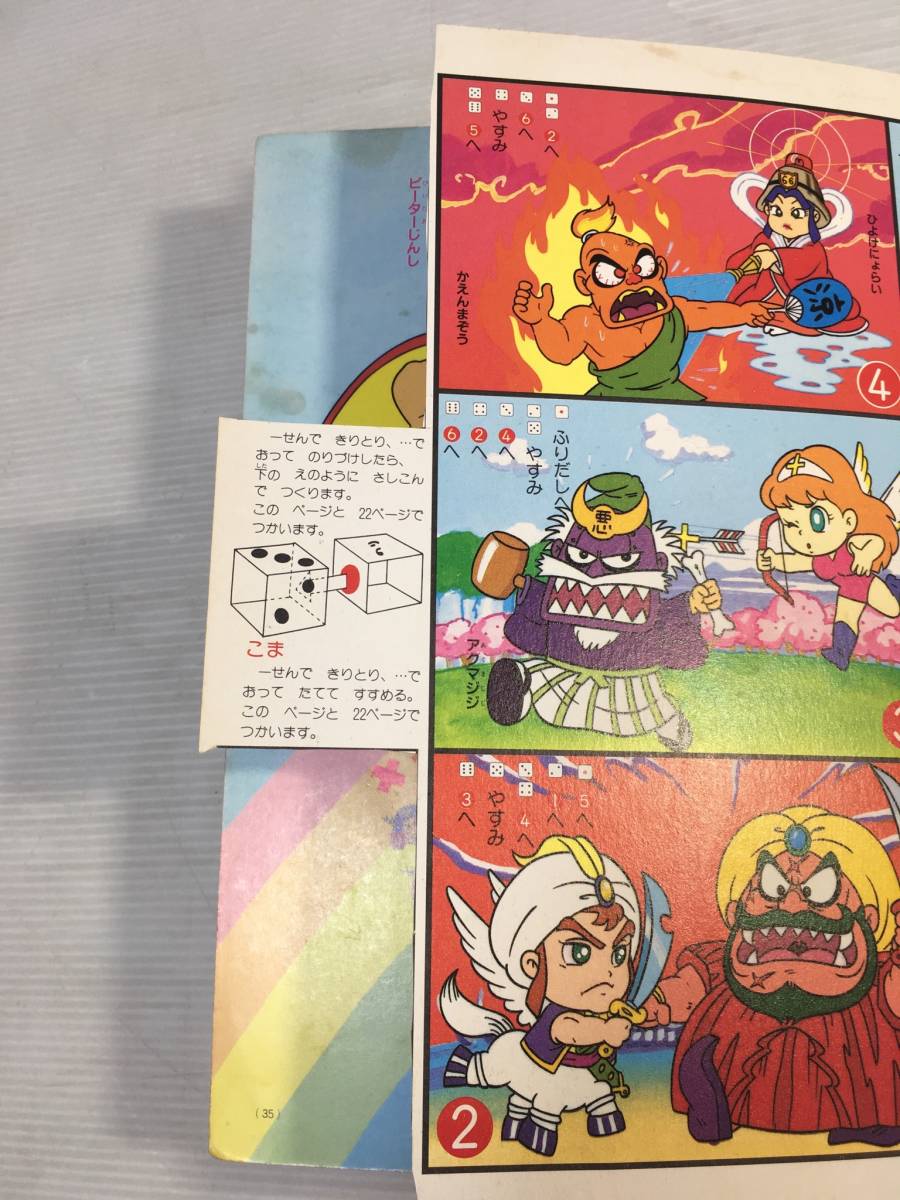 ピーターじんし
一せんで きりとり、…で
おって のりづけしたら、
下の えのように さしこん
で つくります。
この ページと 22ページで
つかいます。
こま
一せんで きりとり、…で
おって たてて すすめる。
この ページと 22ページで
つかいます。
(35)
2へ
6へ
やすみ
5へ
66
ひよけにょらい
かえんまぞう
涼
4
ふりだしへ
やすみ
4へ
2へ
6へ
悪
アクマジジ
5へ
1へ
4へ
やすみ
3へ
2